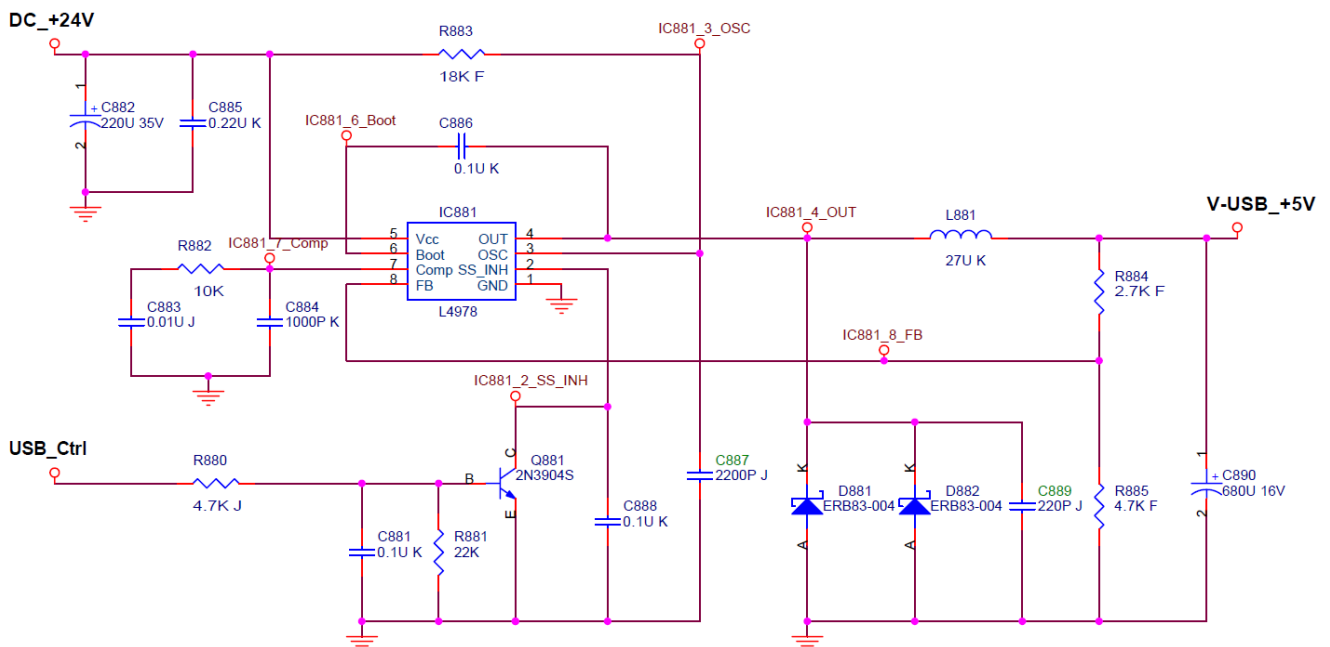 DC_+24V
R883
18K F
IC881_3_OSC
1
+
C882
220U 35V
2
C885
0.22U K
IC881_6_Boot
C886
0.1U K
IC881
5
Vcc
OUT
4
6
Boot
OSC
3
7
Comp
SS_INH
2
8
FB
GND
1
L4978
IC881_4_OUT
L881
27U K
V-USB_+5V
R882
10K
IC881_7_Comp
C883
0.01U J
C884
1000P K
R884
2.7K F
IC881_8_FB
IC881_2_SS_INH
USB_Ctrl
R880
4.7K J
B
C
E
Q881
2N3904S
C881
0.1U K
R881
22K
C888
0.1U K
C887
2200P J
K
D881
ERB83-004
A
K
D882
ERB83-004
A
C889
220P J
R885
4.7K F
1
+
C890
680U 16V
2